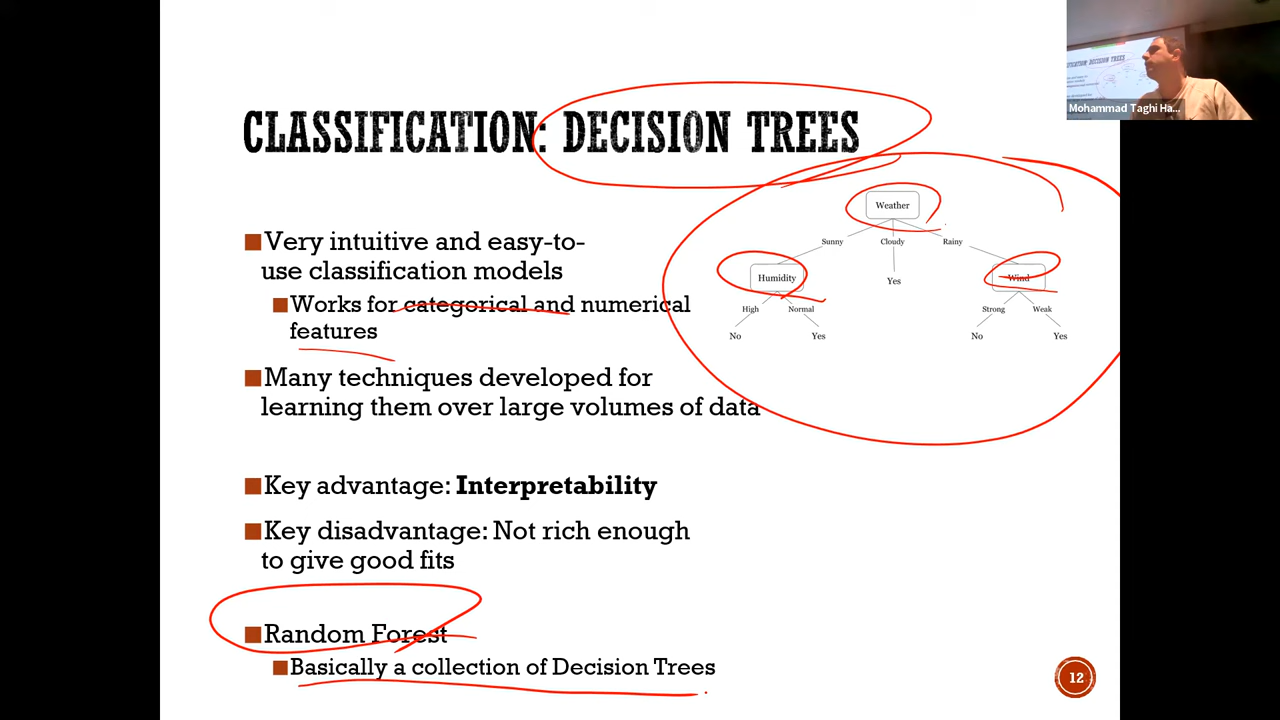 CLASSIFICATION: DECISION TREES
Very intuitive and easy-to-
use classification models
Works for categorical and numerical
features
Many techniques developed for
learning them over large volumes of data
Key advantage: Interpretability
Key disadvantage: Not rich enough
to give good fits
Random Forest
Basically a collection of Decision Trees
Weather
Sunny Cloudy Rainy
Humidity Yes Wind
High Normal Strong Weak
No Yes No Yes
12
CLASSIFICATION: DECISION TREES
Mohammad Taghi Ha...